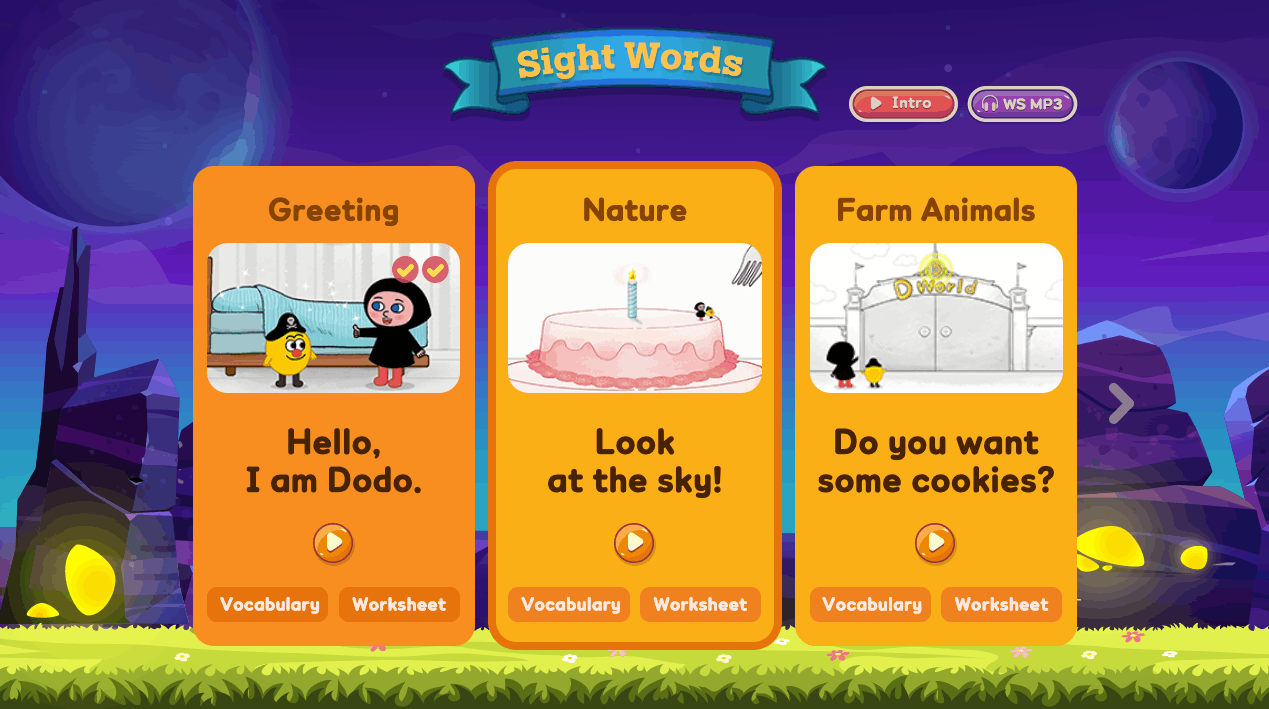 Sight Words
Intro
WS MP3
Greeting
Hello,
I am Dodo.
Vocabulary
Worksheet
Nature
Look
at the sky!
Vocabulary
Worksheet
Farm Animals
D
D World
Do you want
some cookies?
Vocabulary
Worksheet